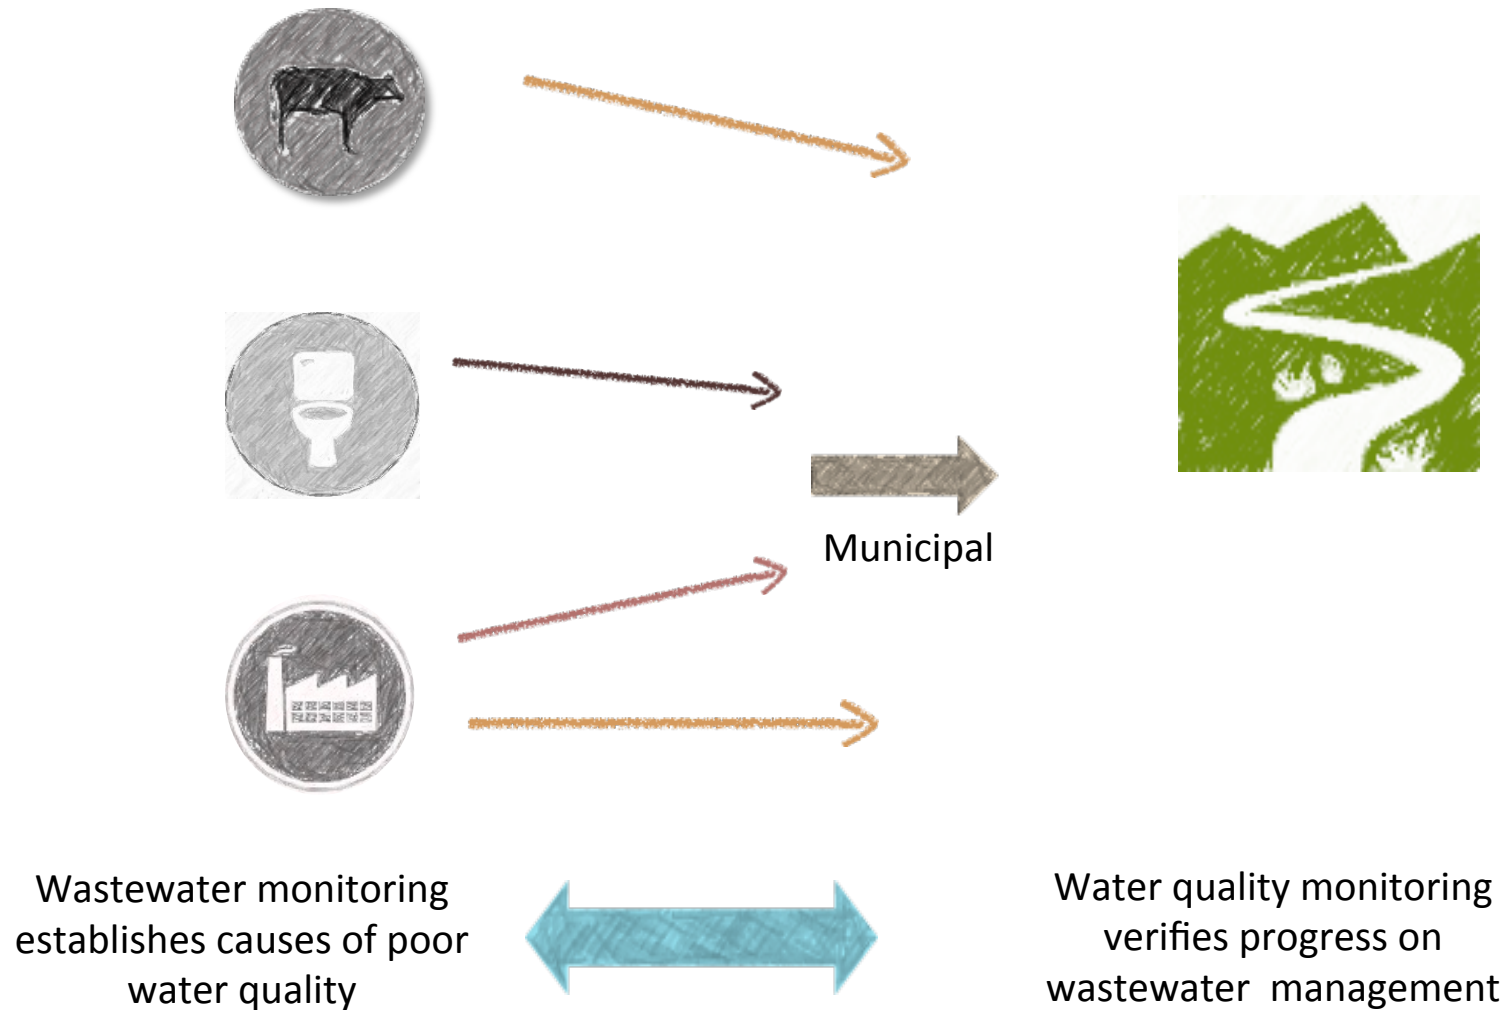 Municipal
Wastewater monitoring
establishes causes of poor
water quality
Water quality monitoring
verifies progress on
wastewater  management